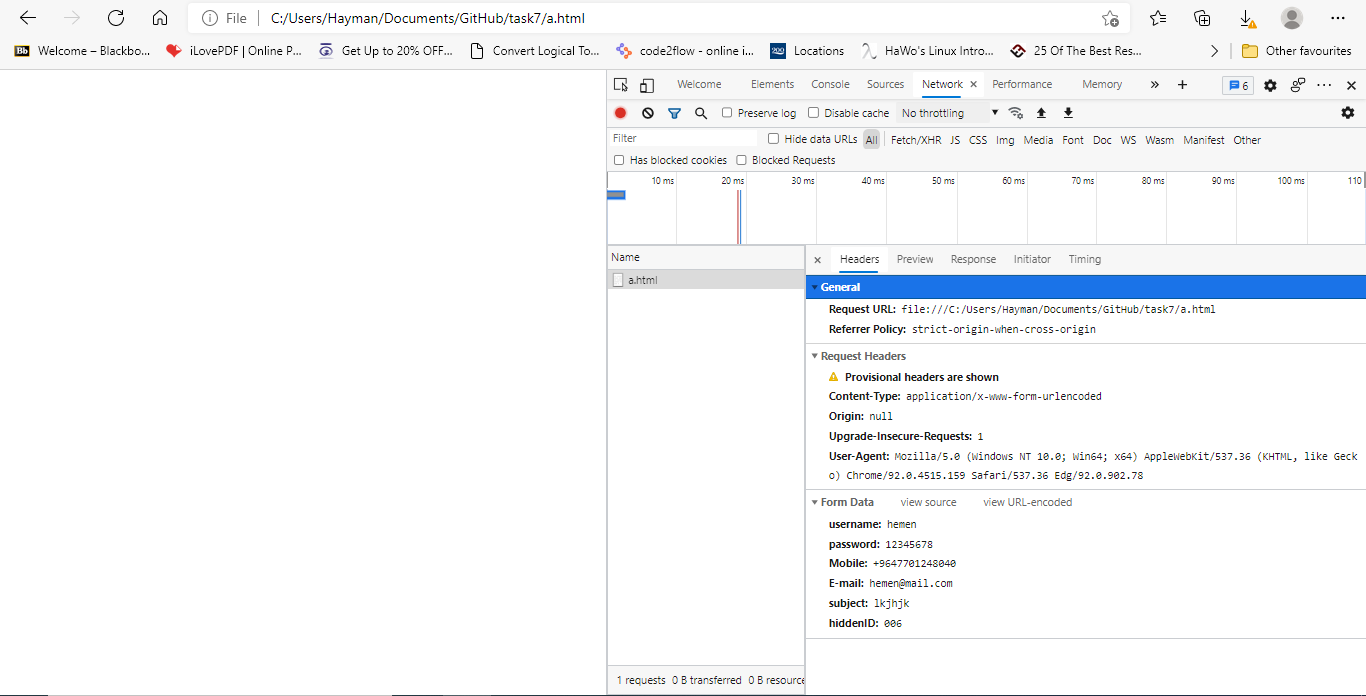 File C:/Users/Hayman/Documents/GitHub/task7/a.html
Bb Welcome – Blackbo... iLovePDF | Online P... Get Up to 20% OFF... Convert Logical To... code2flow - online i... Locations HaWo's Linux Intro... 25 Of The Best Res... Other favourites
Welcome Elements Console Sources Network Performance Memory 6
Preserve log Disable cache No throttling
Filter Hide data URLs All Fetch/XHR JS CSS Img Media Font Doc WS Wasm Manifest Other
Has blocked cookies Blocked Requests
10 ms 20 ms 30 ms 40 ms 50 ms 60 ms 70 ms 80 ms 90 ms 100 ms 110
Name
a.html
Headers Preview Response Initiator Timing
General
Request URL: file:///C:/Users/Hayman/Documents/GitHub/task7/a.html
Referrer Policy: strict-origin-when-cross-origin
Request Headers
Provisional headers are shown
Content-Type: application/x-www-form-urlencoded
Origin: null
Upgrade-Insecure-Requests: 1
User-Agent: Mozilla/5.0 (Windows NT 10.0; Win64; x64) AppleWebKit/537.36 (KHTML, like Geck
o) Chrome/92.0.4515.159 Safari/537.36 Edg/92.0.902.78
Form Data view source view URL-encoded
username: hemen
password: 12345678
Mobile: +9647701248040
E-mail: hemen@mail.com
subject: lkjhjk
hiddenID: 006
1 requests 0 B transferred 0 B resource